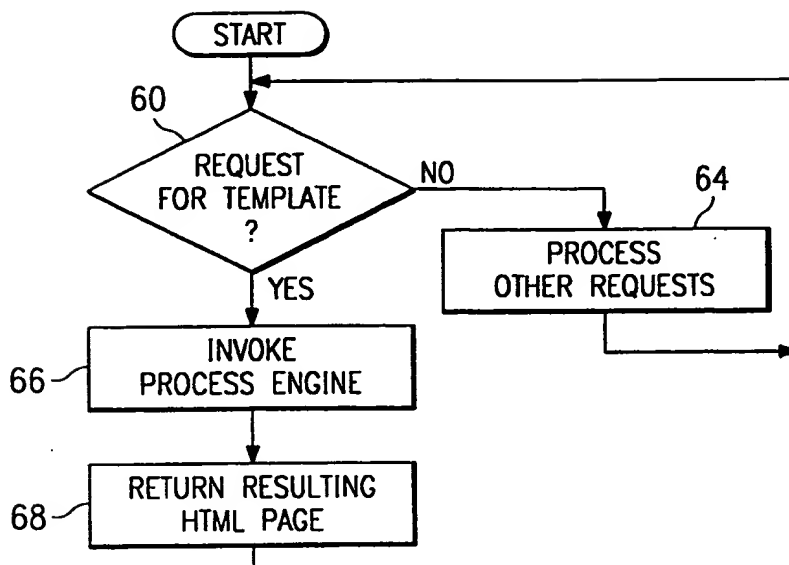 START
60
REQUEST
FOR TEMPLATE
?
NO
YES
64
PROCESS
OTHER REQUESTS
66
INVOKE
PROCESS ENGINE
68
RETURN RESULTING
HTML PAGE